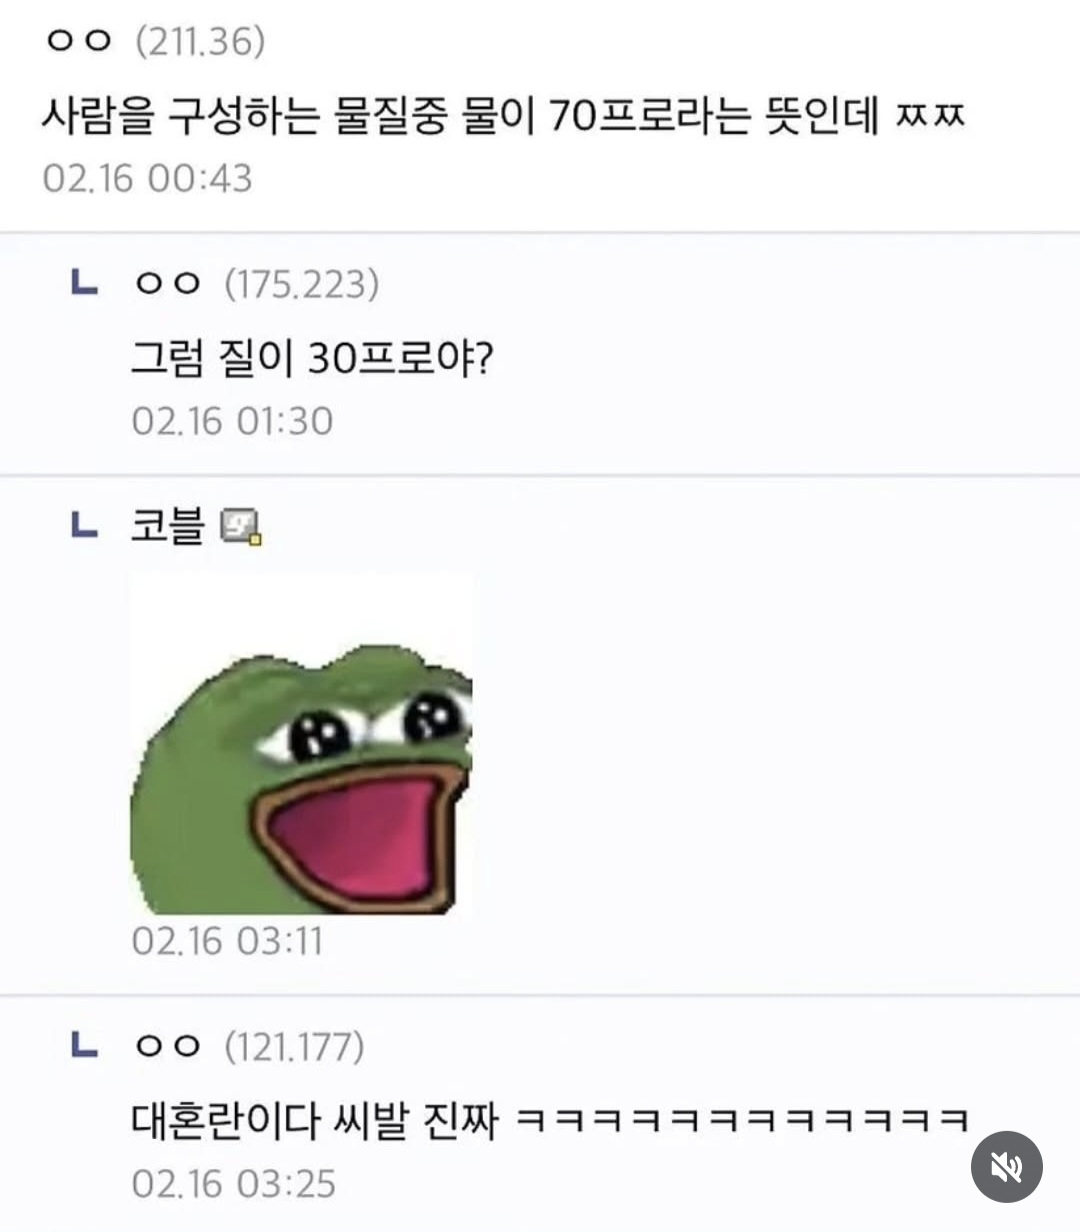 ㅇㅇ (211.36)
사람을 구성하는 물질중 물이 70프로라는 뜻인데 ㅉㅉ
02.16 00:43
ㄴ ㅇㅇ (175.223)
그럼 질이 30프로야?
02.16 01:30
ㄴ 코블
02.16 03:11
ㄴ ㅇㅇ (121.177)
대혼란이다 씨발 진짜 ㅋㅋㅋㅋㅋㅋㅋㅋㅋㅋㅋㅋ
02.16 03:25